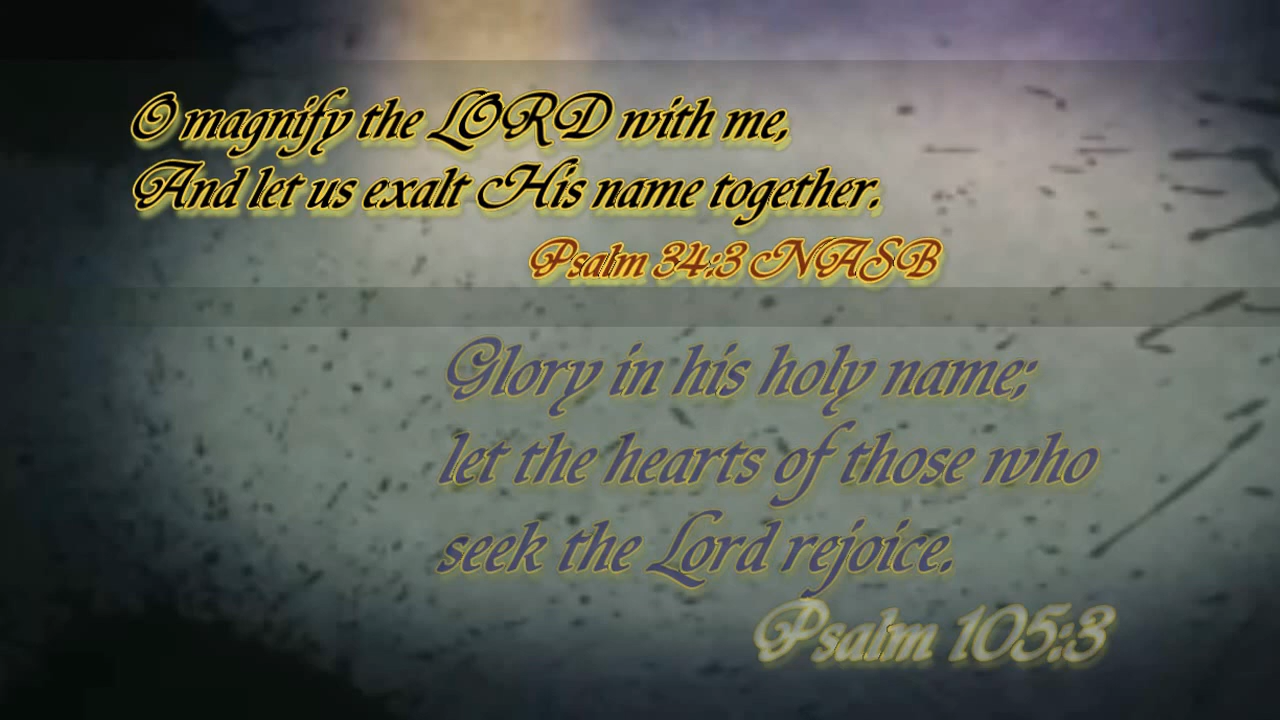 O magnify the LORD with me,
And let us exalt His name together.
Psalm 34:3 NASB
Glory in his holy name;
let the hearts of those who
seek the Lord rejoice.
Psalm 105:3